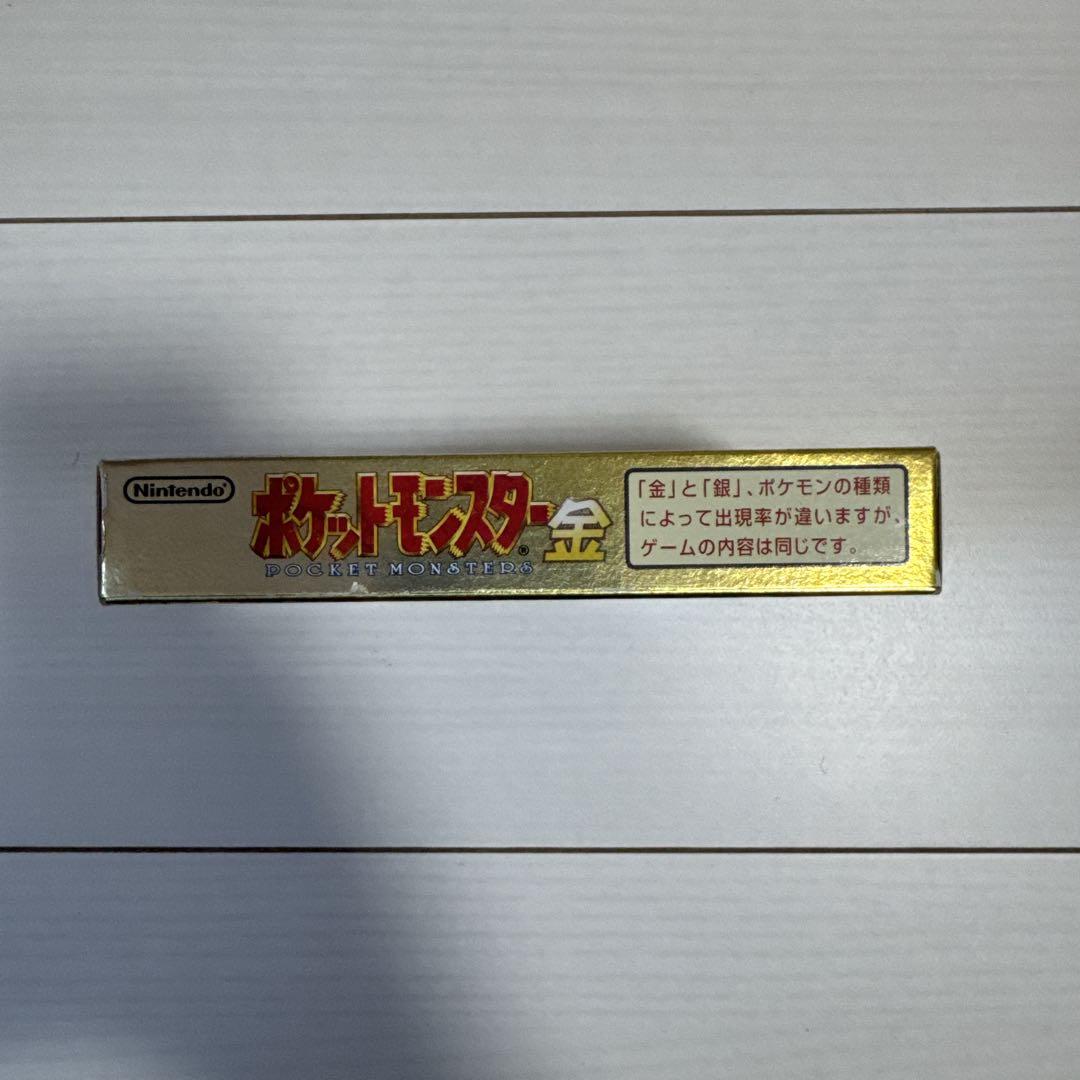 Nintendo
ポケットモンスター金
POCKET MONSTERS®
「金」と「銀」、ポケモンの種類
によって出現率が違いますが、
ゲームの内容は同じです。